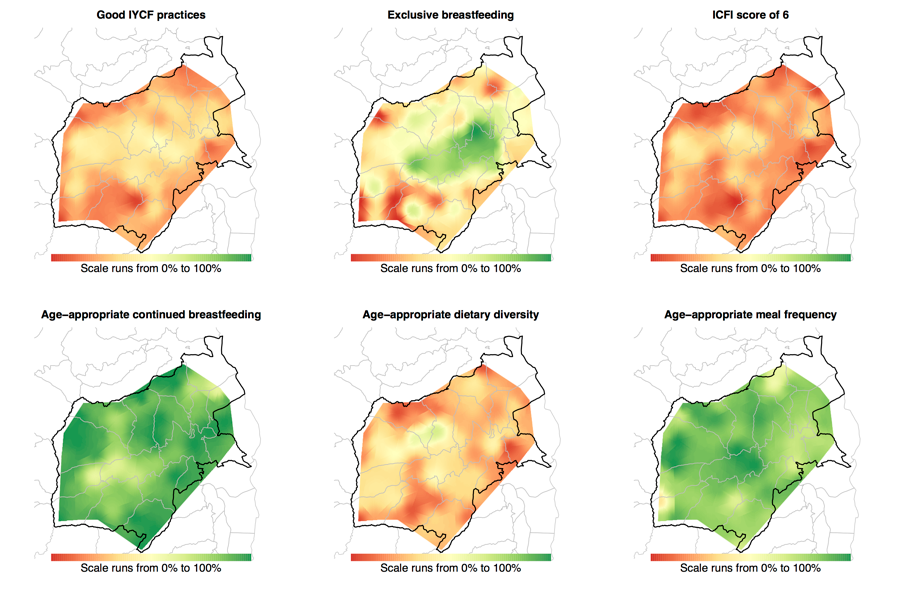 Good IYCF practices
Exclusive breastfeeding
ICFI score of 6
Scale runs from 0% to 100%
Scale runs from 0% to 100%
Scale runs from 0% to 100%
Age−appropriate continued breastfeeding
Age−appropriate dietary diversity
Age−appropriate meal frequency
Scale runs from 0% to 100%
Scale runs from 0% to 100%
Scale runs from 0% to 100%